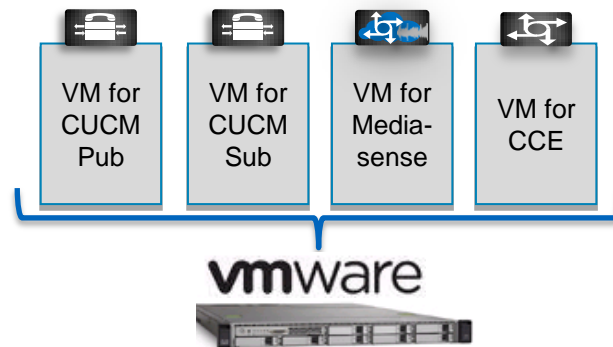 VM for
CUCM
Pub
VM for
CUCM
Sub
VM for
Media-
sense
VM for
CCE
vmware